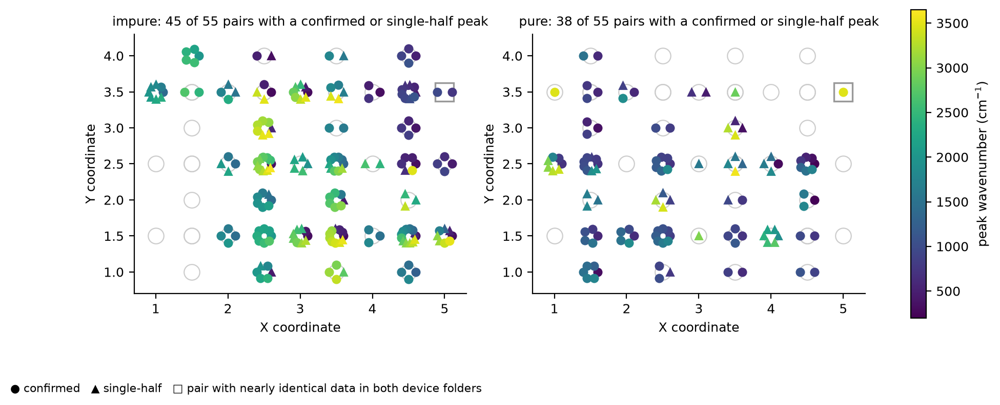 impure: 45 of 55 pairs with a confirmed or single-half peak
4.0
3.5
3.0
2.5
2.0
1.5
1.0
Y coordinate
1 2 3 4 5
X coordinate
pure: 38 of 55 pairs with a confirmed or single-half peak
4.0
3.5
3.0
2.5
2.0
1.5
1.0
Y coordinate
1 2 3 4 5
X coordinate
3500
3000
2500
2000
1500
1000
500
peak wavenumber (cm⁻¹)
confirmed single-half pair with nearly identical data in both device folders